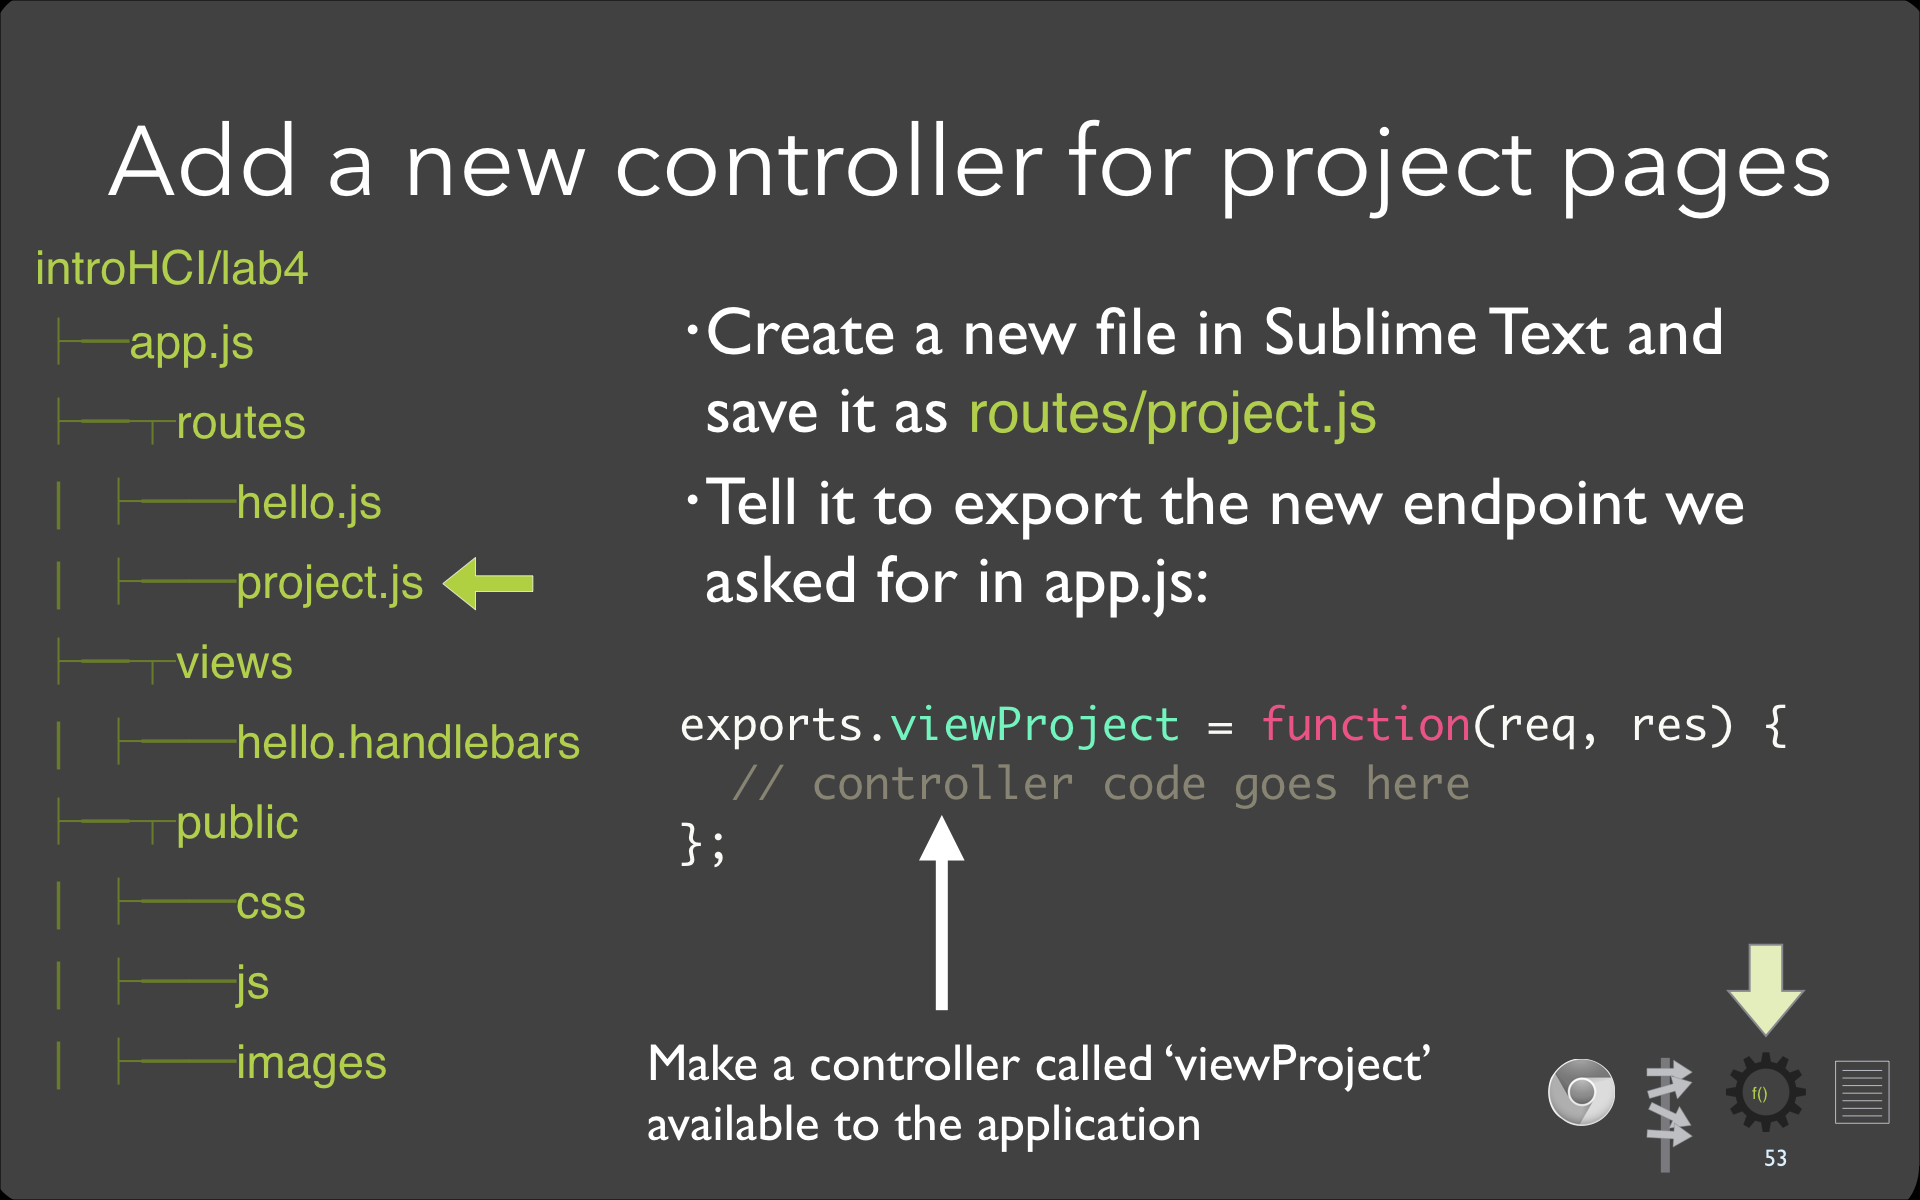 Add a new controller for project pages
introHCI/lab4
app.js
routes
hello.js
project.js
views
hello.handlebars
public
css
js
images
·Create a new file in Sublime Text and
save it as routes/project.js
·Tell it to export the new endpoint we
asked for in app.js:
exports.viewProject = function(req, res) {
// controller code goes here
};
Make a controller called ‘viewProject’
available to the application
f()
53